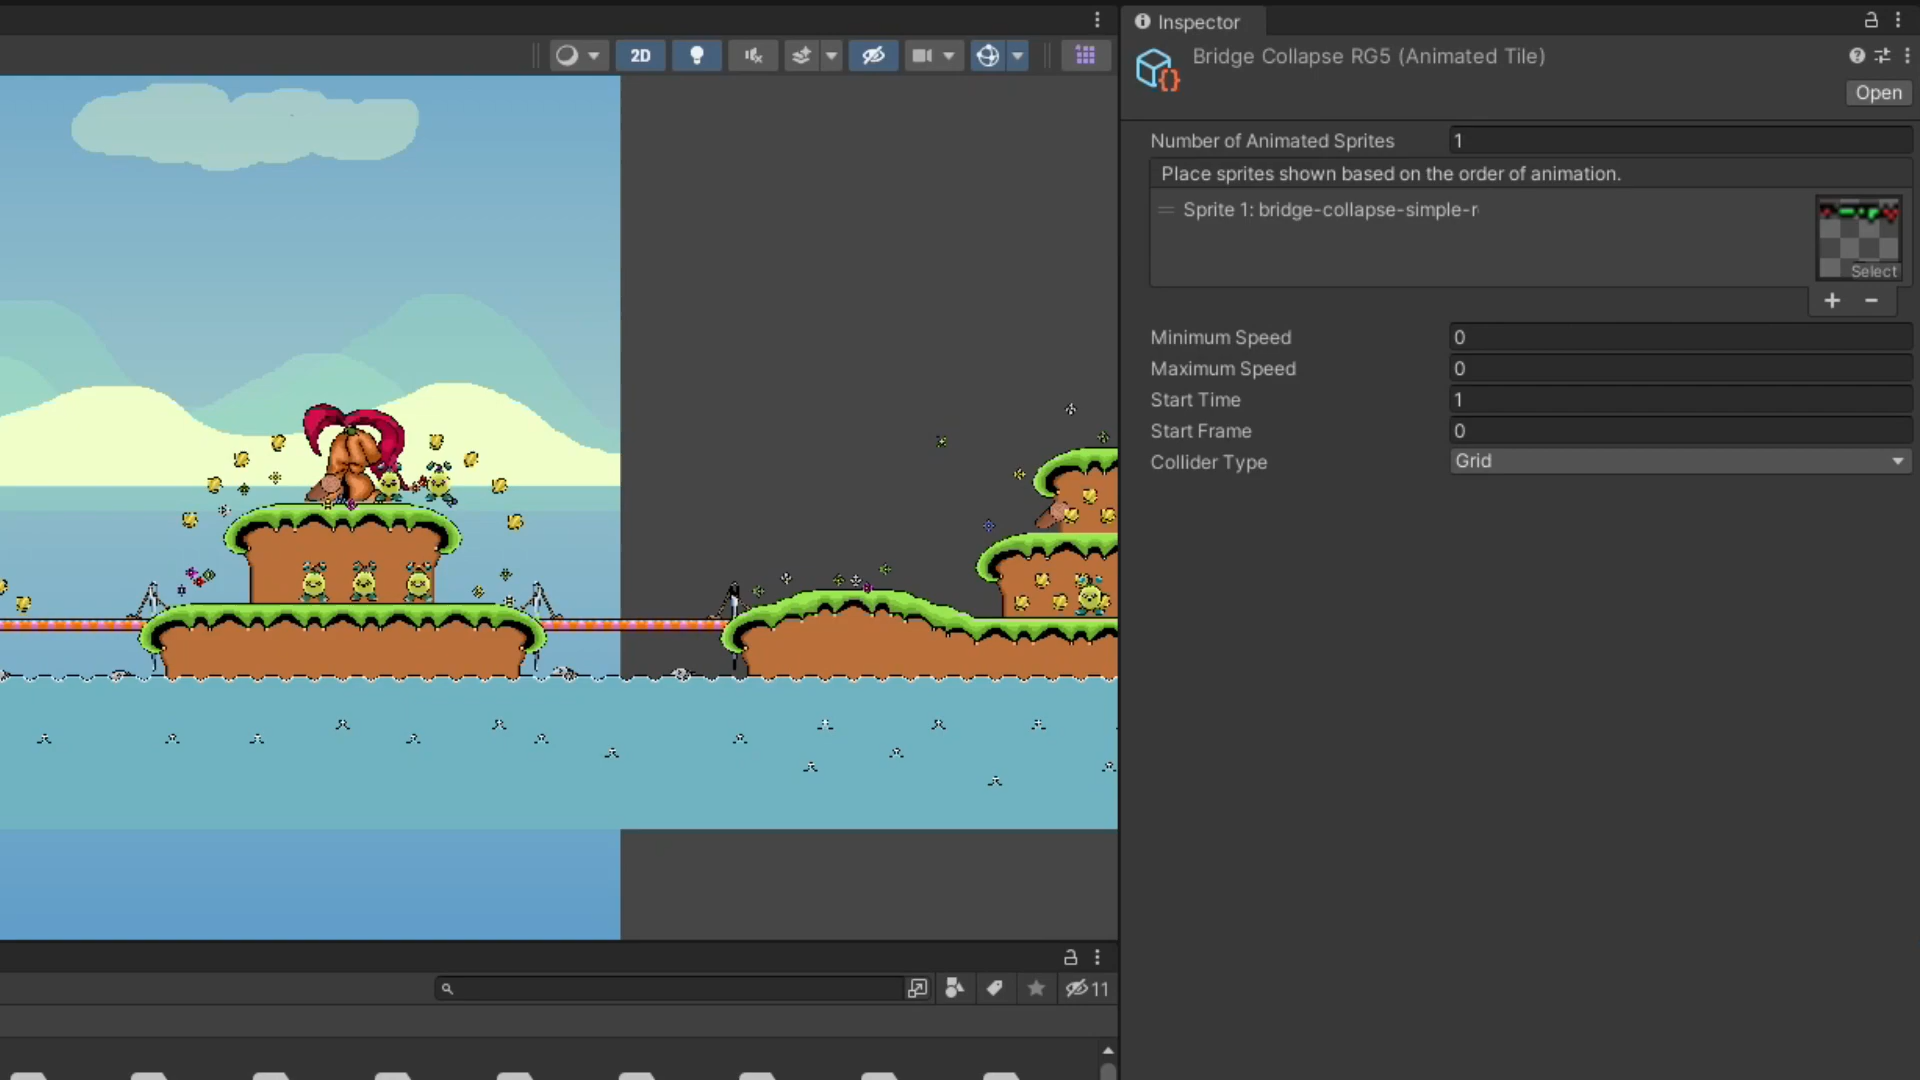 Inspector
2D
Bridge Collapse RG5 (Animated Tile)
Open
Number of Animated Sprites 1
Place sprites shown based on the order of animation.
Sprite 1: bridge-collapse-simple-r
Select
Minimum Speed 0
Maximum Speed 0
Start Time 1
Start Frame 0
Collider Type Grid
11